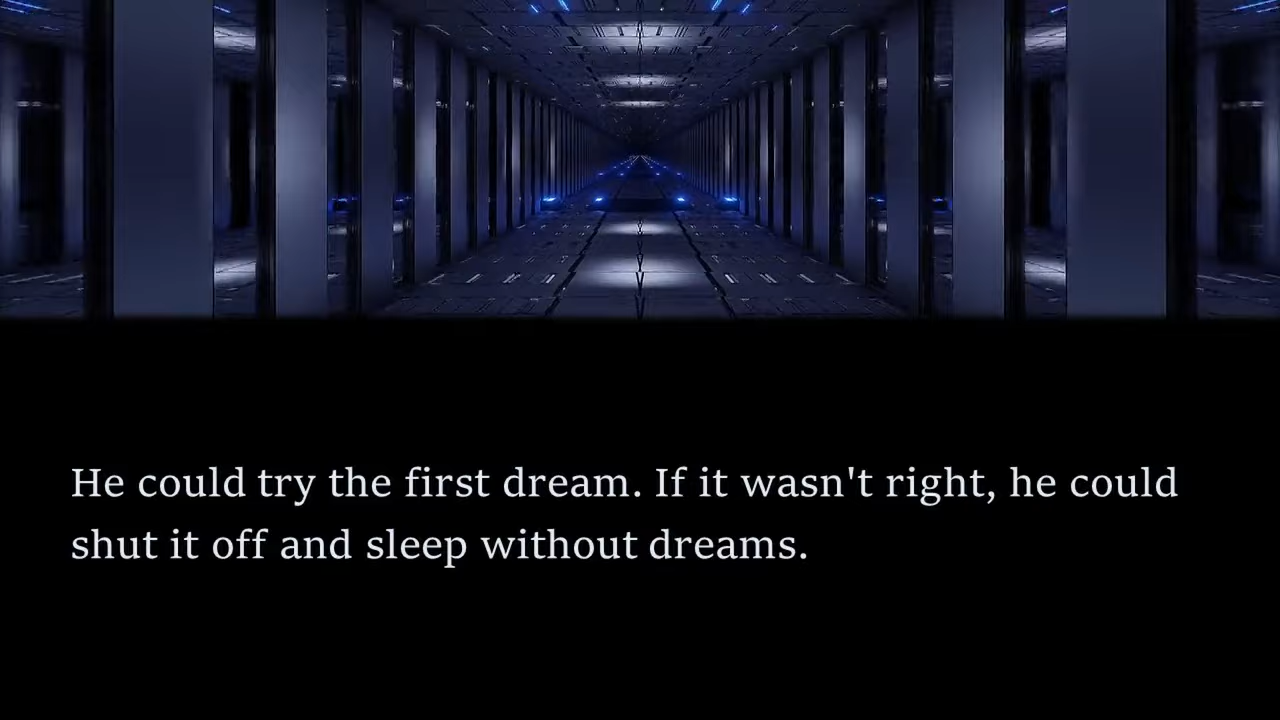 He could try the first dream. If it wasn't right, he could
shut it off and sleep without dreams.